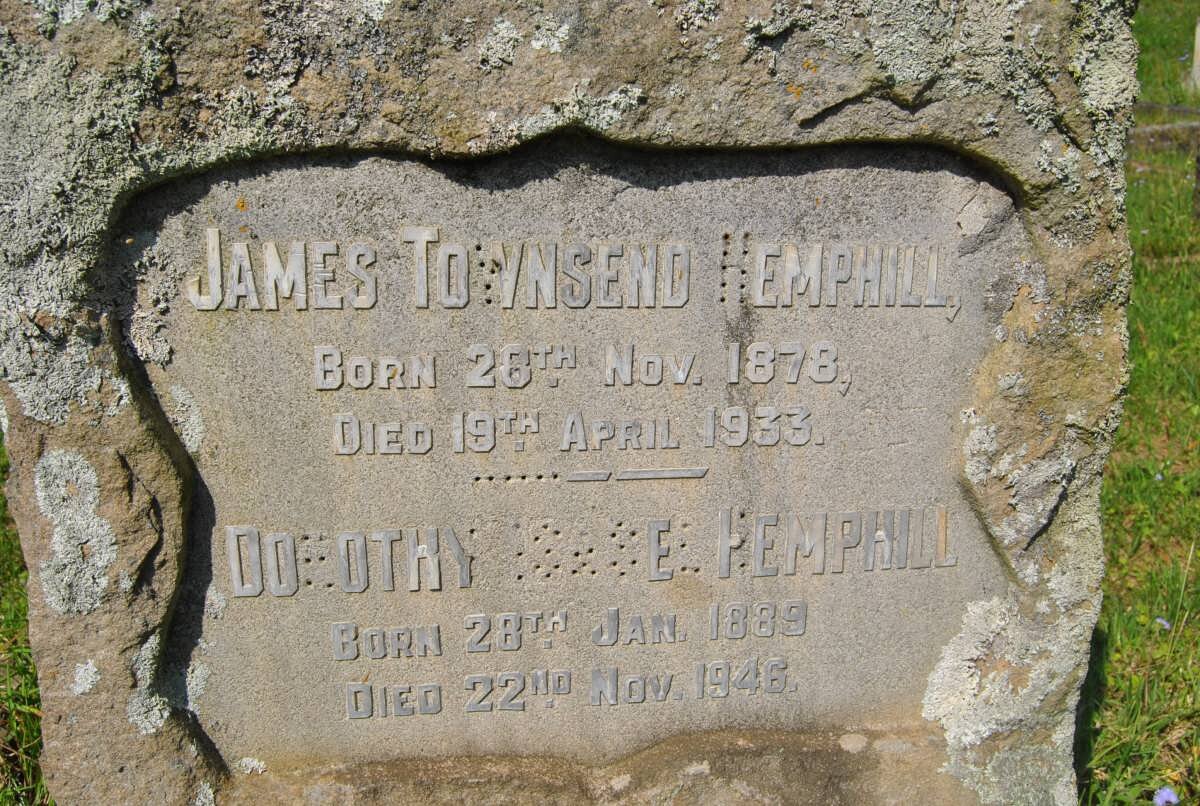 JAMES TOWNSEND HEMPHILL,
BORN 26TH NOV. 1878,
DIED 19TH APRIL 1933.
DOROTHY HEMPHILL
BORN 28TH JAN. 1889
DIED 22ND NOV. 1946.